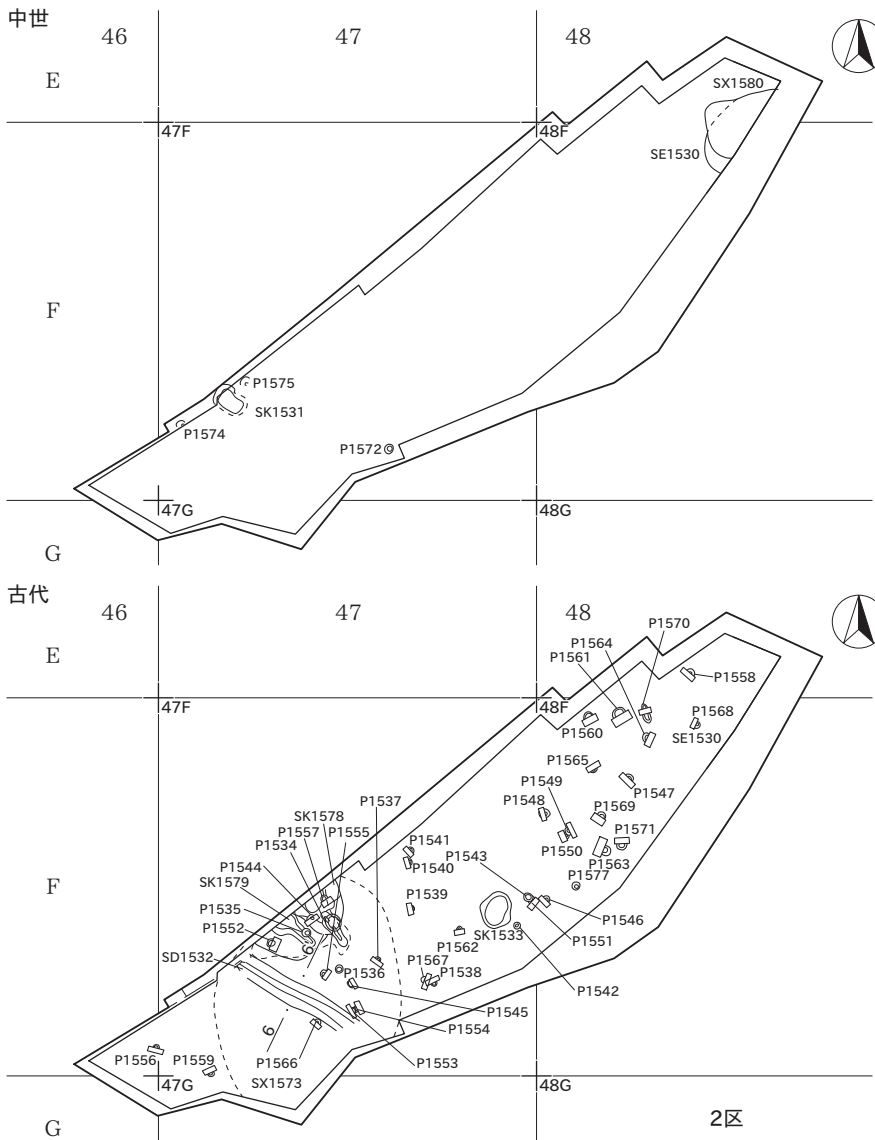 中世
46 47 48
E
SX1580
47F 48F
SE1530
F
P1575
SK1531
P1574
P1572
47G 48G
G
古代
46 47 48
P1570
P1564
P1561
E
P1558
47F 48F
P1568
P1560
SE1530
P1565
P1537
P1549
P1547
SK1578
P1548
P1569
P1557 P1555
P1534
P1541
P1543
P1571
P1550
P1544
P1540
P1563
SK1579
P1577
F
P1535
P1539
P1546
P1552
SK1533
P1551
P1562
SD1532
P1536
P1567
P1538
P1542
P1545
P1554
P1556 P1559
P1566
P1553
SX1573
47G 48G
G
2区